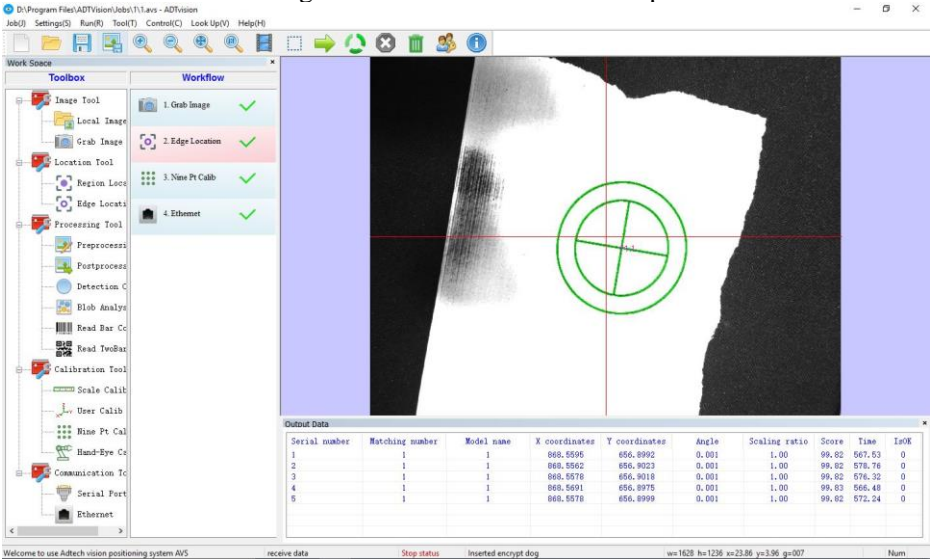 D:\Program Files\ADTVision\Jobs\1\1.avs - ADTvision
Job(J) Settings(S) Run(R) Tool(T) Control(C) Look Up(V) Help(H)
Work Space
Toolbox
Workflow
Image Tool
Local Image
Grab Image
Location Tool
Region Loca
Edge Locati
Processing Tool
Preprocessi
Postprocess
Detection C
Blob Analys
Read Bar Co
Read TwoBar
Calibration Tool
Scale Calib
User Calib
Nine Pt Cal
Hand-Eye Ca
Communication To
Serial Port
Ethernet
1. Grab Image
2. Edge Location
3. Nine Pt Calib
4. Ethernet
Output Data
Serial number Matching number Model name X coordinates Y coordinates Angle Scaling ratio Score Time IsOK
1 1 1 868.5595 656.8992 0.001 1.00 99.82 567.53 0
2 1 1 868.5562 656.9023 0.001 1.00 99.82 578.76 0
3 1 1 868.5578 656.9018 0.001 1.00 99.82 576.32 0
4 1 1 868.5691 656.8975 0.001 1.00 99.83 566.48 0
5 1 1 868.5578 656.8999 0.001 1.00 99.82 572.24 0
Welcome to use Adtech vision positioning system AVS receive data Stop status Inserted encrypt dog w=1628 h=1236 x=23.86 y=3.96 g=007 Num